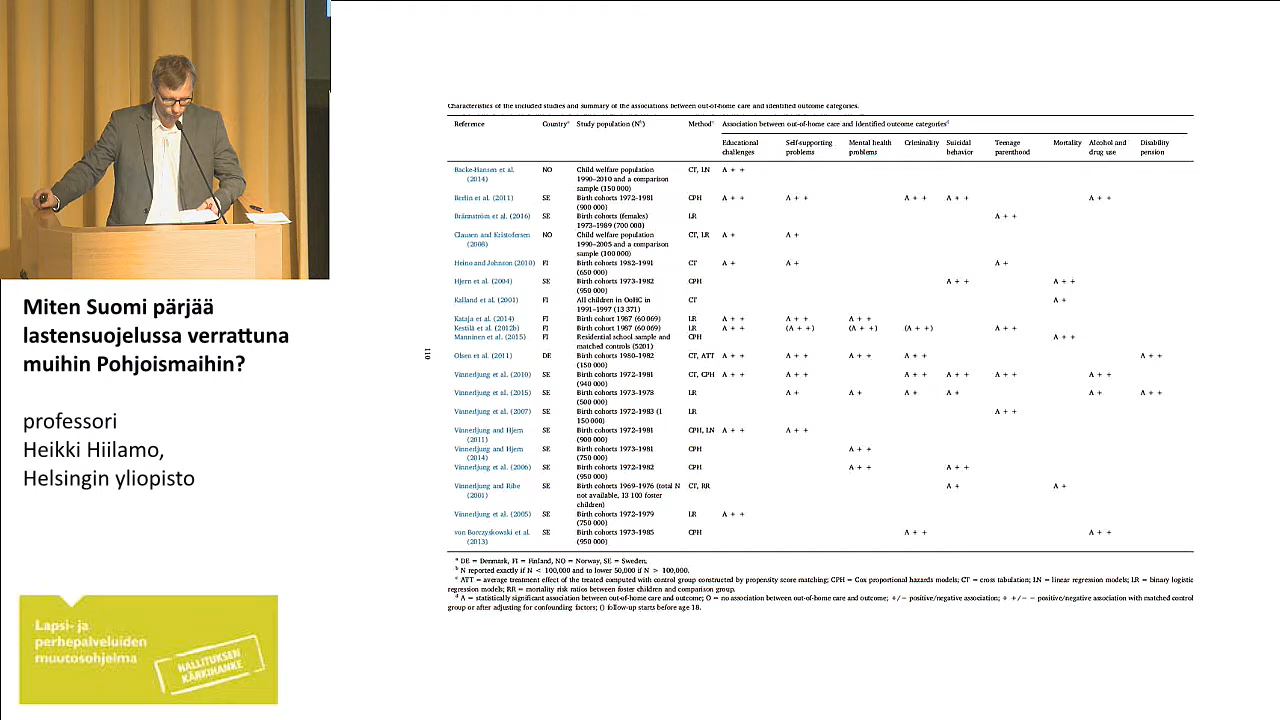 Miten Suomi pärjää
lastensuojelussa verrattuna
muihin Pohjoismaihin?
professori
Heikki Hiilamo,
Helsingin yliopisto
Lapsi- ja
perhepalveluiden
muutosohjelma
HALLITUKSEN
KÄRKIHANKE
Characteristics of the included studies and summary of the associations between out-of-home care and identified outcome categories.
Reference Countryᵃ Study population (Nᵇ) Methodᶜ Association between out-of-home care and identified outcome categoriesᵈ
Educational Self-supporting Mental health Criminality Suicidal Teenage Mortality Alcohol and Disability
challenges problems problems behavior parenthood drug use pension
Backe-Hansen et al. NO Child welfare population CT, LN A + +
(2014) 1990–2010 and a comparison
sample (150 000)
Berlin et al. (2011) SE Birth cohorts 1972–1981 CPH A + + A + + A + + A + + A + +
(900 000)
Brännström et al. (2016) SE Birth cohorts (females) LR A + +
1973–1989 (700 000)
Clausen and Kristofersen NO Child welfare population CT, LR A + A +
(2008) 1990–2005 and a comparison
sample (100 000)
Heino and Johnson (2010) FI Birth cohorts 1982–1991 CT A + A + A +
(650 000)
Hjern et al. (2004) SE Birth cohorts 1973–1982 CPH A + + A + +
(950 000)
Kalland et al. (2001) FI All children in OoHC in CT A +
1991–1997 (13 371)
Kataja et al. (2014) FI Birth cohort 1987 (60 069) LR A + + A + + A + +
Kestilä et al. (2012b) FI Birth cohort 1987 (60 069) LR A + + (A + +) (A + +) (A + +) A + +
Manninen et al. (2015) FI Residential school sample and CPH A + +
matched controls (5201)
Olsen et al. (2011) DE Birth cohorts 1980–1982 CT, ATT A + + A + + A + + A + + A + +
(150 000)
Vinnerljung et al. (2010) SE Birth cohorts 1972–1981 CT, CPH A + + A + + A + + A + + A + + A + +
(940 000)
Vinnerljung et al. (2015) SE Birth cohorts 1973–1978 LR A + A + A + A + A + A + +
(500 000)
Vinnerljung et al. (2007) SE Birth cohorts 1972–1983 (1 LR A + +
150 000)
Vinnerljung and Hjern SE Birth cohorts 1972–1981 CPH, LN A + + A + +
(2011) (900 000)
Vinnerljung and Hjern SE Birth cohorts 1973–1981 CPH A + +
(2014) (750 000)
Vinnerljung et al. (2006) SE Birth cohorts 1972–1982 CPH A + + A + +
(950 000)
Vinnerljung and Ribe SE Birth cohorts 1969–1976 (total N CT, RR A + A +
(2001) not available, 13 100 foster
children)
Vinnerljung et al. (2005) SE Birth cohorts 1972–1979 LR A + +
(750 000)
von Borczyskowski et al. SE Birth cohorts 1973–1985 CPH A + + A + +
(2013) (950 000)
ᵃ DE = Denmark, FI = Finland, NO = Norway, SE = Sweden.
ᵇ N reported exactly if N < 100,000 and to lower 50,000 if N > 100,000.
ᶜ ATT = average treatment effect of the treated computed with control group constructed by propensity score matching; CPH = Cox proportional hazards models; CT = cross tabulation; LN = linear regression models; LR = binary logistic
regression models; RR = mortality risk ratios between foster children and comparison group.
ᵈ A = statistically significant association between out-of-home care and outcome; O = no association between out-of-home care and outcome; +/− positive/negative association; + +/− − positive/negative association with matched control
group or after adjusting for confounding factors; () follow-up starts before age 18.
110